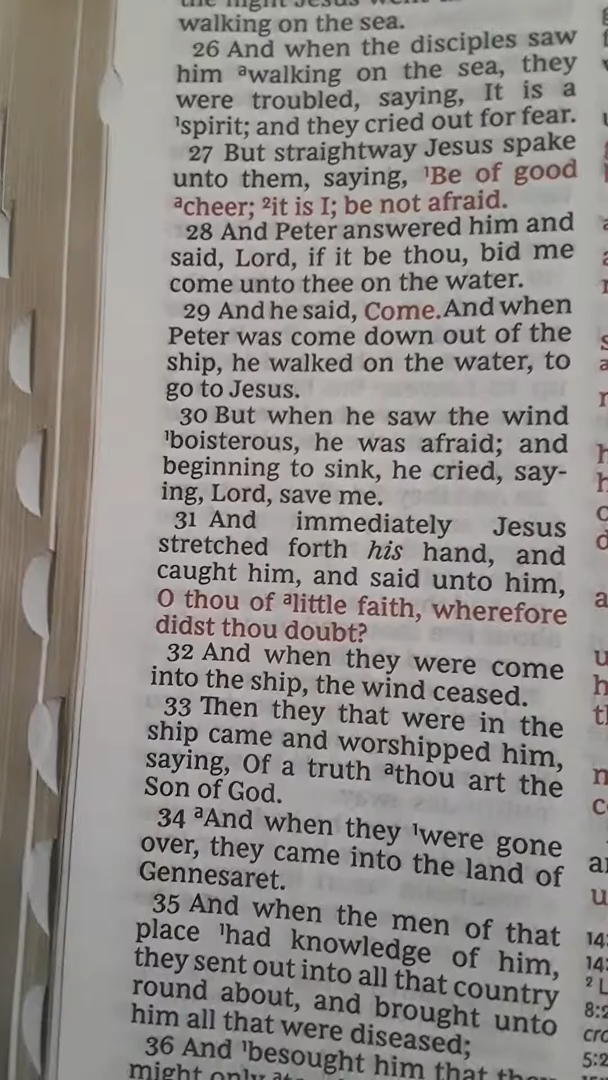 the night Jesus went
walking on the sea.
26 And when the disciples saw
him ᵃwalking on the sea, they
were troubled, saying, It is a
¹spirit; and they cried out for fear.
27 But straightway Jesus spake
unto them, saying, ¹Be of good
ᵃcheer; ²it is I; be not afraid.
28 And Peter answered him and
said, Lord, if it be thou, bid me
come unto thee on the water.
29 And he said, Come. And when
Peter was come down out of the
ship, he walked on the water, to
go to Jesus.
30 But when he saw the wind
¹boisterous, he was afraid; and
beginning to sink, he cried, say-
ing, Lord, save me.
31 And immediately Jesus
stretched forth his hand, and
caught him, and said unto him,
O thou of ᵃlittle faith, wherefore
didst thou doubt?
32 And when they were come
into the ship, the wind ceased.
33 Then they that were in the
ship came and worshipped him,
saying, Of a truth ᵃthou art the
Son of God.
34 ᵃAnd when they ¹were gone
over, they came into the land of
Gennesaret.
35 And when the men of that
place ¹had knowledge of him,
they sent out into all that country
round about, and brought unto
him all that were diseased;
36 And ¹besought him that they
might only